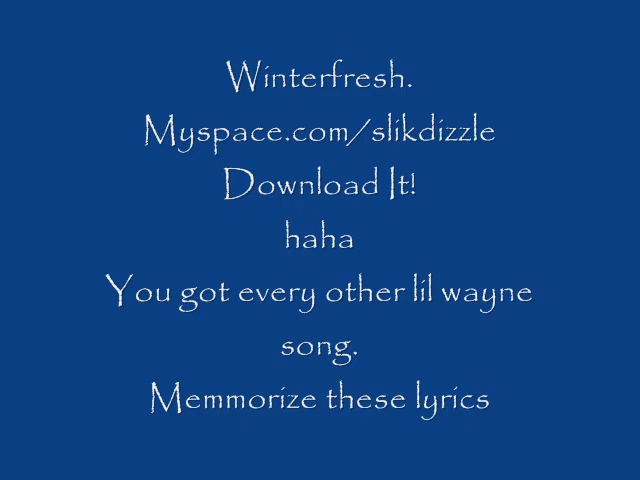 Winterfresh.
Myspace.com/slikdizzle
Download It!
haha
You got every other lil wayne
song.
Memmorize these lyrics